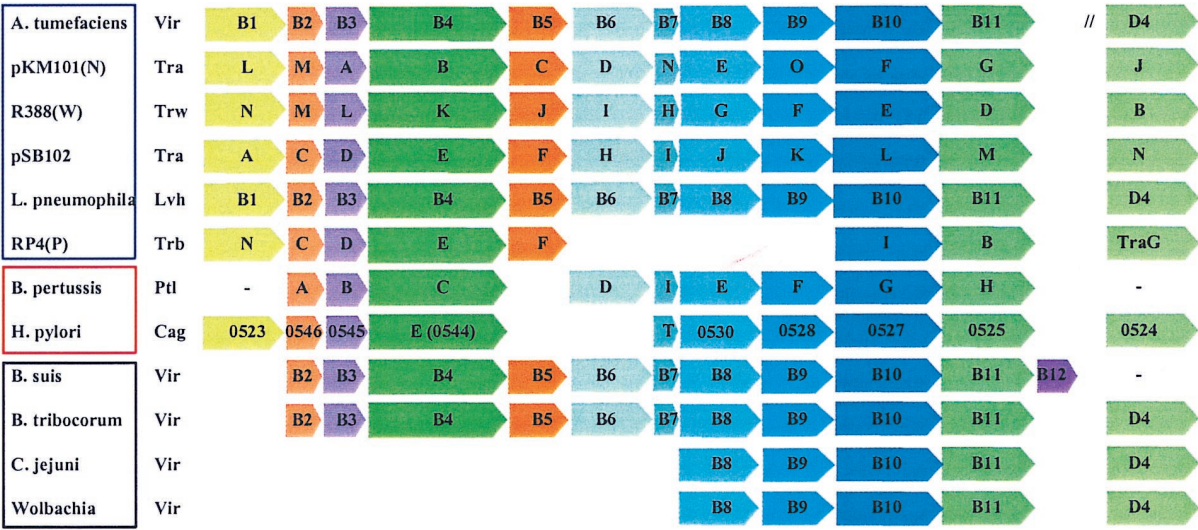 A. tumefaciens Vir B1 B2 B3 B4 B5 B6 B7 B8 B9 B10 B11 // D4
pKM101(N) Tra L M A B C D N E O F G J
R388(W) Trw N M L K J I H G F E D B
pSB102 Tra A C D E F H I J K L M N
L. pneumophila Lvh B1 B2 B3 B4 B5 B6 B7 B8 B9 B10 B11 D4
RP4(P) Trb N C D E F I B TraG
B. pertussis Ptl - A B C D I E F G H -
H. pylori Cag 0523 0546 0545 E (0544) T 0530 0528 0527 0525 0524
B. suis Vir B2 B3 B4 B5 B6 B7 B8 B9 B10 B11 B12 -
B. tribocorum Vir B2 B3 B4 B5 B6 B7 B8 B9 B10 B11 D4
C. jejuni Vir B8 B9 B10 B11 D4
Wolbachia Vir B8 B9 B10 B11 D4